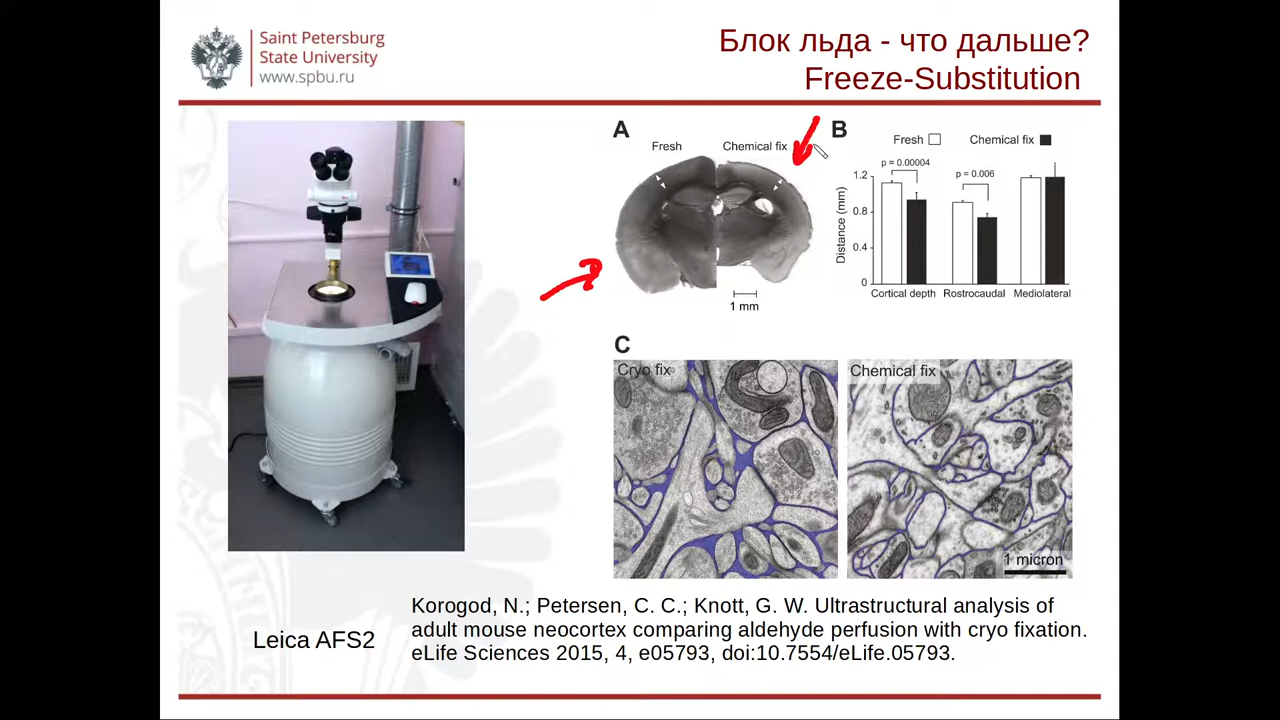 Saint Petersburg
State University
www.spbu.ru
Блок льда - что дальше?
Freeze-Substitution
A
Fresh
Chemical fix
1 mm
B
Fresh
Chemical fix
p = 0.00004
p = 0.006
1.2
0.8
0.4
0
Distance (mm)
Cortical depth
Rostrocaudal
Mediolateral
C
Cryo fix
Chemical fix
1 micron
Leica AFS2
Korogod, N.; Petersen, C. C.; Knott, G. W. Ultrastructural analysis of
adult mouse neocortex comparing aldehyde perfusion with cryo fixation.
eLife Sciences 2015, 4, e05793, doi:10.7554/eLife.05793.